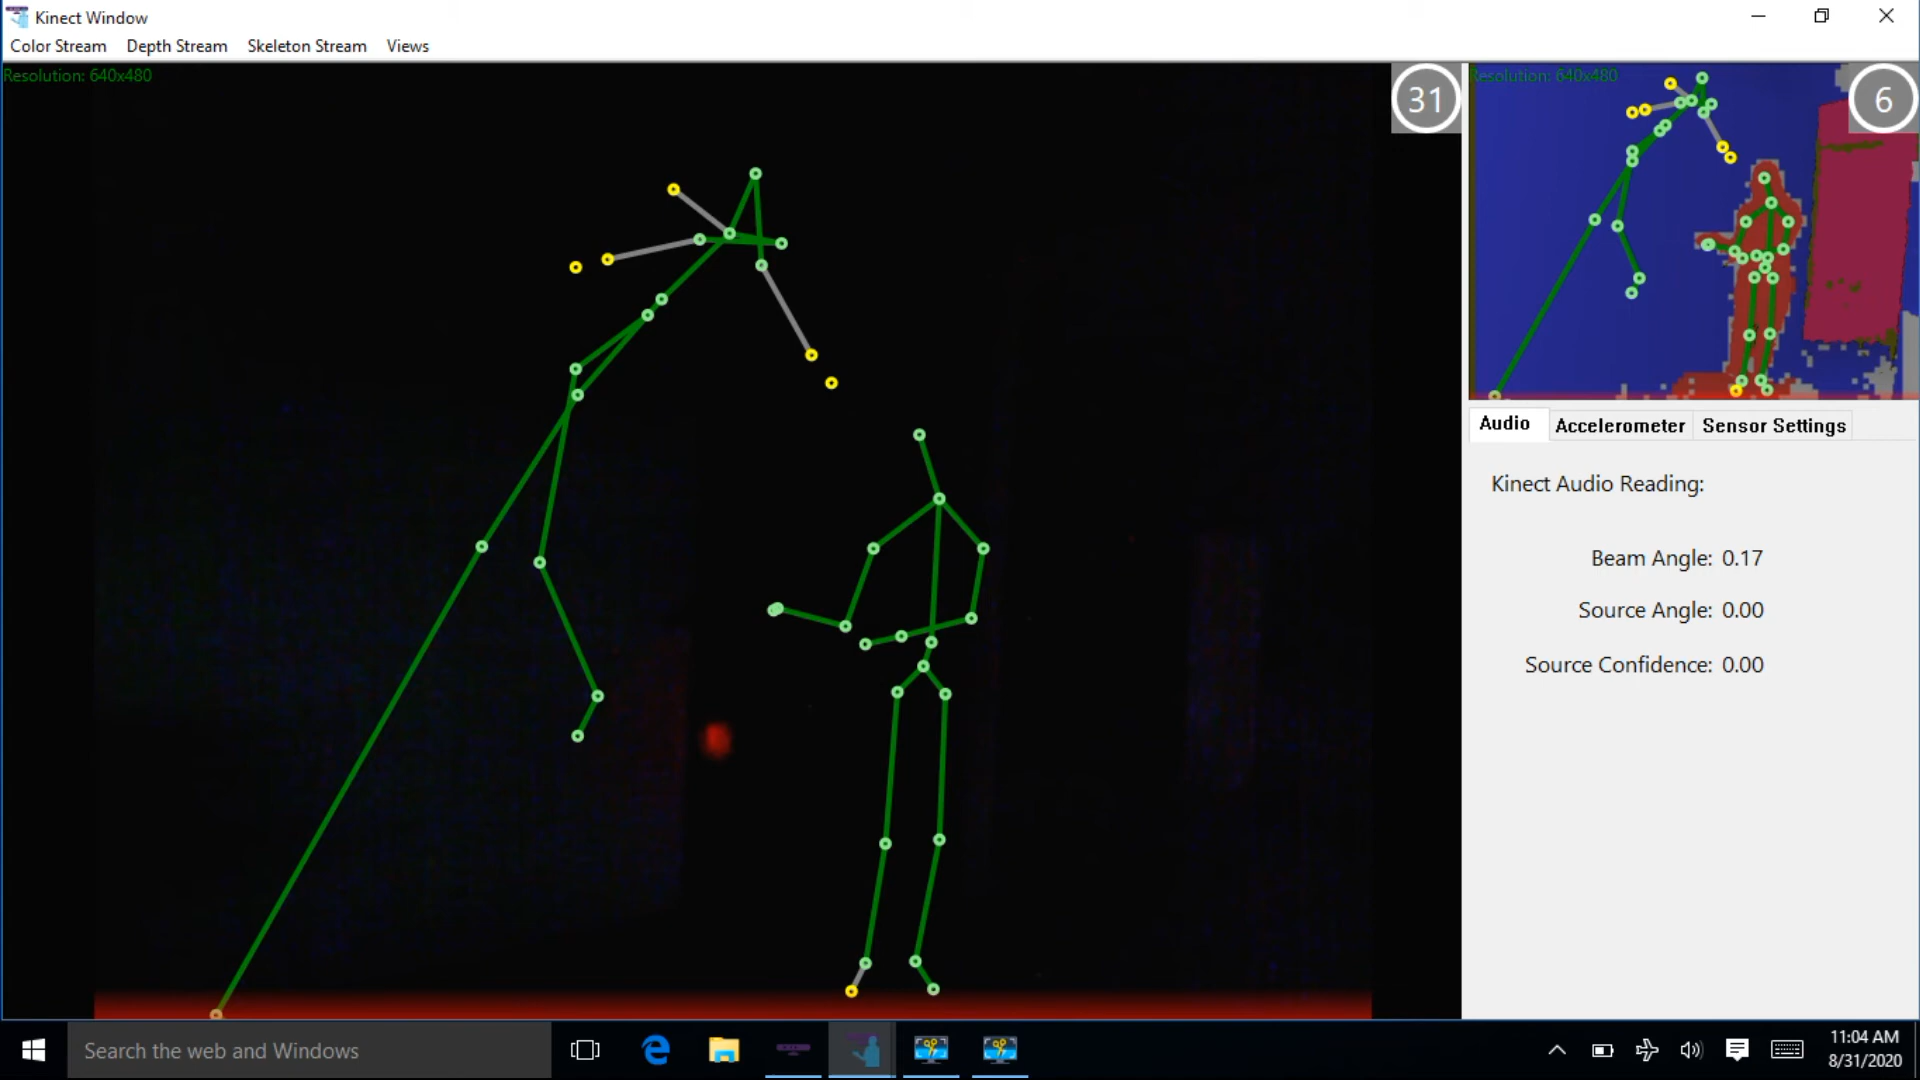 Kinect Window
Color Stream Depth Stream Skeleton Stream Views
Resolution: 640x480
31
Resolution: 640x480
6
Audio Accelerometer Sensor Settings
Kinect Audio Reading:
Beam Angle: 0.17
Source Angle: 0.00
Source Confidence: 0.00
Search the web and Windows
11:04 AM
8/31/2020